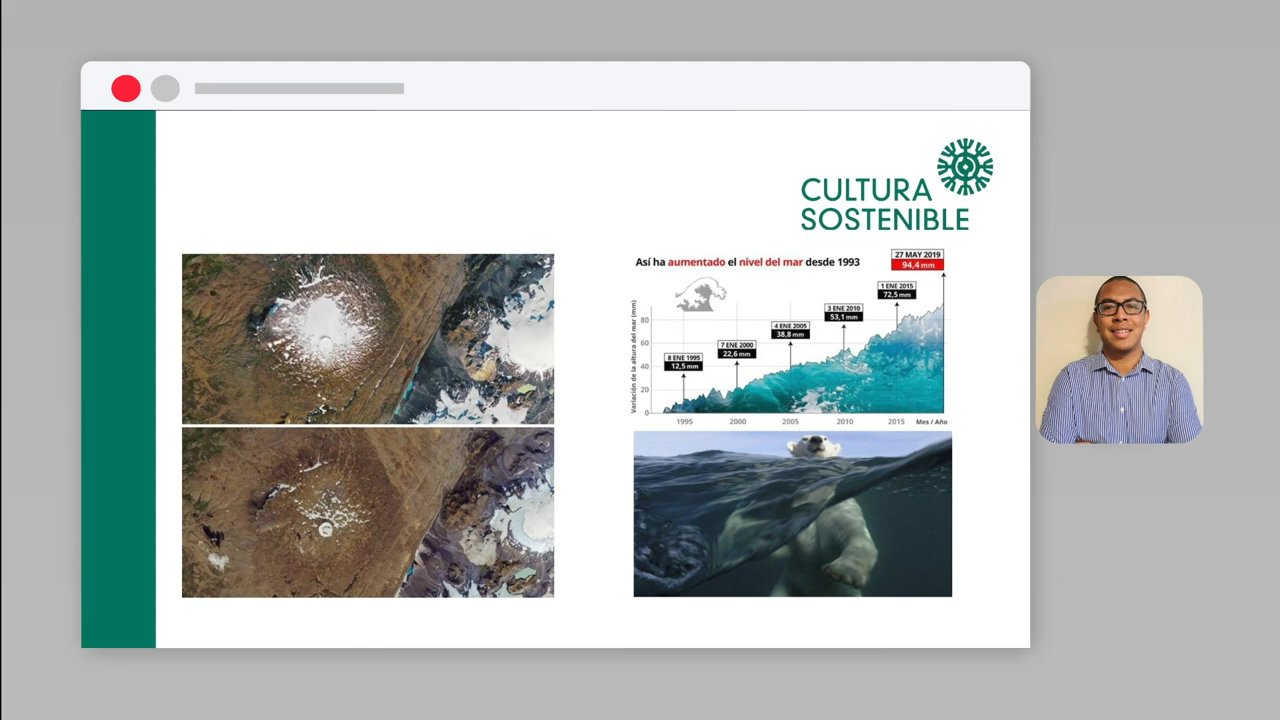 CULTURA
SOSTENIBLE
Así ha aumentado el nivel del mar desde 1993
27 MAY 2019
94,4 mm
1 ENE 2015
72,5 mm
3 ENE 2010
53,1 mm
4 ENE 2005
38,8 mm
7 ENE 2000
22,6 mm
8 ENE 1995
12,5 mm
Variación de la altura del mar (mm)
80
60
40
20
0
1995
2000
2005
2010
2015
Mes / Año